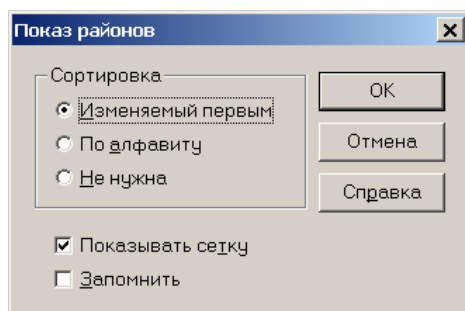 Показ районов
Сортировка
Изменяемый первым
По алфавиту
Не нужна
OK
Отмена
Справка
Показывать сетку
Запомнить